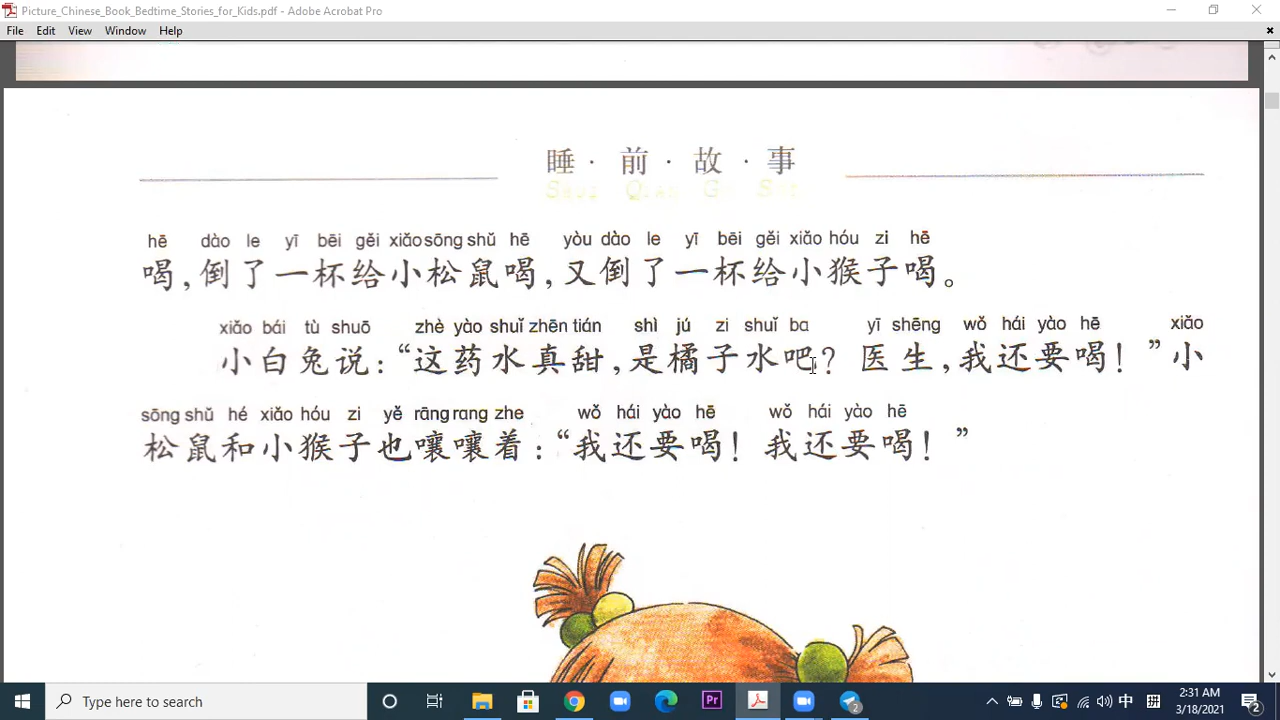 Picture_Chinese_Book_Bedtime_Stories_for_Kids.pdf - Adobe Acrobat Pro
File Edit View Window Help
睡·前·故·事
hē dào le yī bēi gěi xiǎo sōng shǔ hē yòu dào le yī bēi gěi xiǎo hóu zi hē
喝,倒了一杯给小松鼠喝,又倒了一杯给小猴子喝。
xiǎo bái tù shuō zhè yào shuǐ zhēn tián shì jú zi shuǐ ba yī shēng wǒ hái yào hē xiǎo
小白兔说:“这药水真甜,是橘子水吧? 医生,我还要喝!”小
sōng shǔ hé xiǎo hóu zi yě rāng rang zhe wǒ hái yào hē wǒ hái yào hē
松鼠和小猴子也嚷嚷着:“我还要喝! 我还要喝!”
Type here to search
Pr
2
中
拼
2:31 AM
3/18/2021
2